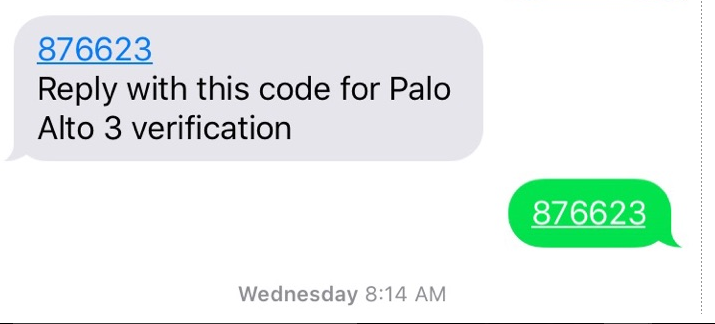 876623
Reply with this code for Palo
Alto 3 verification
876623
Wednesday 8:14 AM